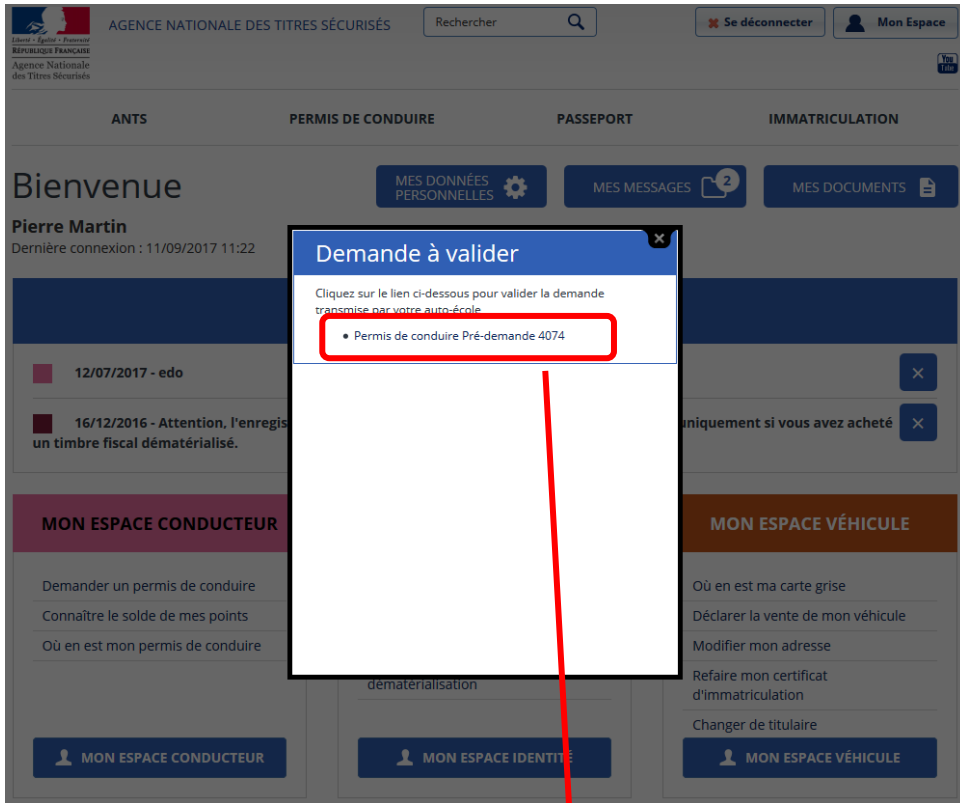 AGENCE NATIONALE DES TITRES SÉCURISÉS
Rechercher
Se déconnecter
Mon Espace
Liberté • Égalité • Fraternité
RÉPUBLIQUE FRANÇAISE
Agence Nationale
des Titres Sécurisés
You
Tube
ANTS
PERMIS DE CONDUIRE
PASSEPORT
IMMATRICULATION
Bienvenue
MES DONNÉES
PERSONNELLES
MES MESSAGES
2
MES DOCUMENTS
Pierre Martin
Dernière connexion : 11/09/2017 11:22
Demande à valider
Cliquez sur le lien ci-dessous pour valider la demande
transmise par votre auto-école
• Permis de conduire Pré-demande 4074
12/07/2017 - edo
16/12/2016 - Attention, l'enregis
uniquement si vous avez acheté
un timbre fiscal dématérialisé.
MON ESPACE CONDUCTEUR
Demander un permis de conduire
Connaître le solde de mes points
Où en est mon permis de conduire
MON ESPACE CONDUCTEUR
dématérialisation
MON ESPACE IDENTITÉ
MON ESPACE VÉHICULE
Où en est ma carte grise
Déclarer la vente de mon véhicule
Modifier mon adresse
Refaire mon certificat
d'immatriculation
Changer de titulaire
MON ESPACE VÉHICULE